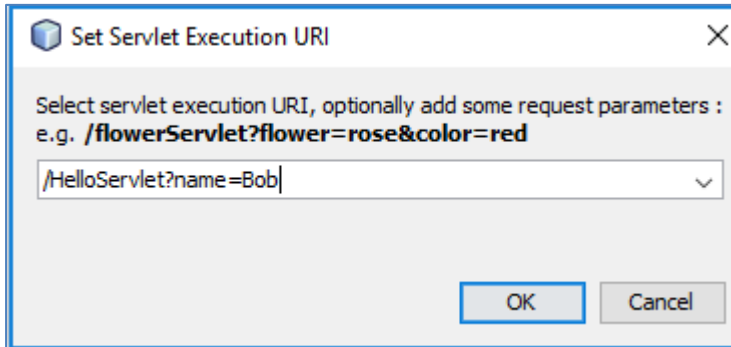 Set Servlet Execution URI
Select servlet execution URI, optionally add some request parameters :
e.g. /flowerServlet?flower=rose&color=red
/HelloServlet?name=Bob
OK Cancel